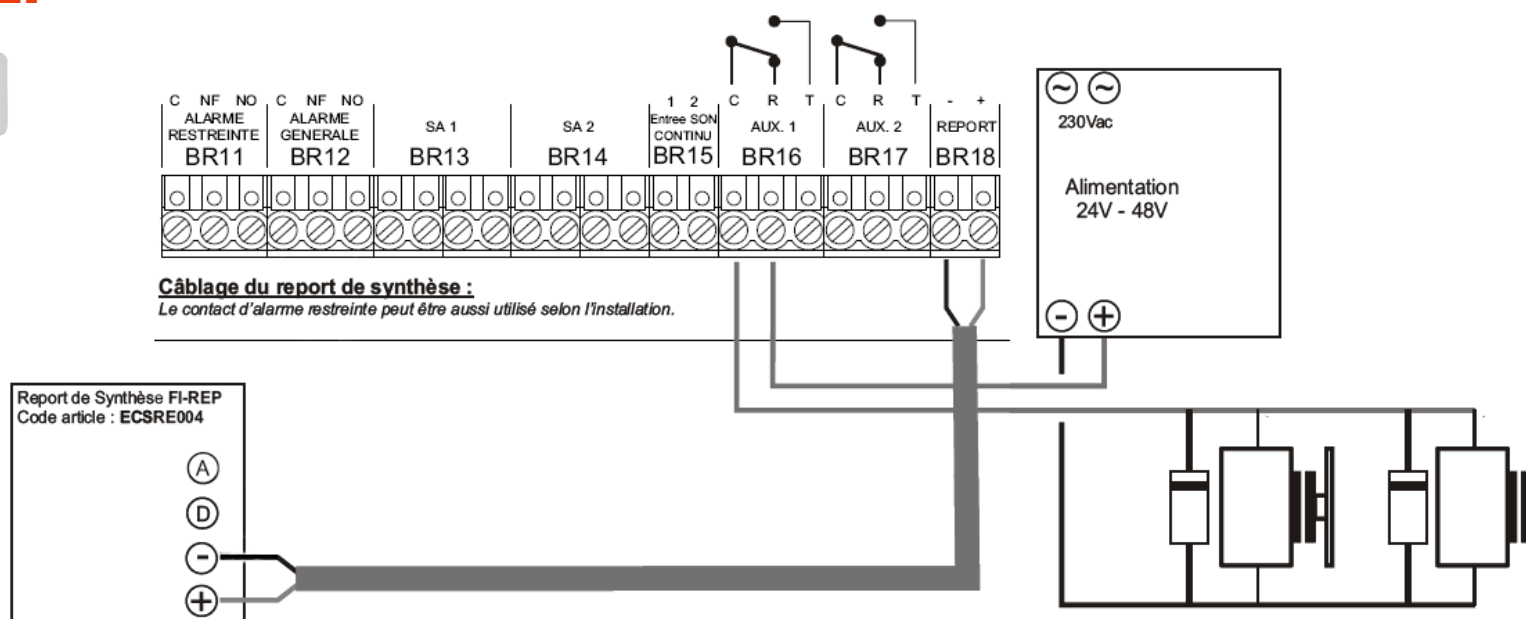 C NF NO
ALARME
RESTREINTE
BR11
C NF NO
ALARME
GENERALE
BR12
SA 1
BR13
SA 2
BR14
1 2
Entree SON
CONTINU
BR15
C R T
AUX. 1
BR16
C R T
AUX. 2
BR17
- +
REPORT
BR18
~ ~
230Vac
Alimentation
24V - 48V
- +
Câblage du report de synthèse :
Le contact d'alarme restreinte peut être aussi utilisé selon l'installation.
Report de Synthèse FI-REP
Code article : ECSRE004
A
D
-
+